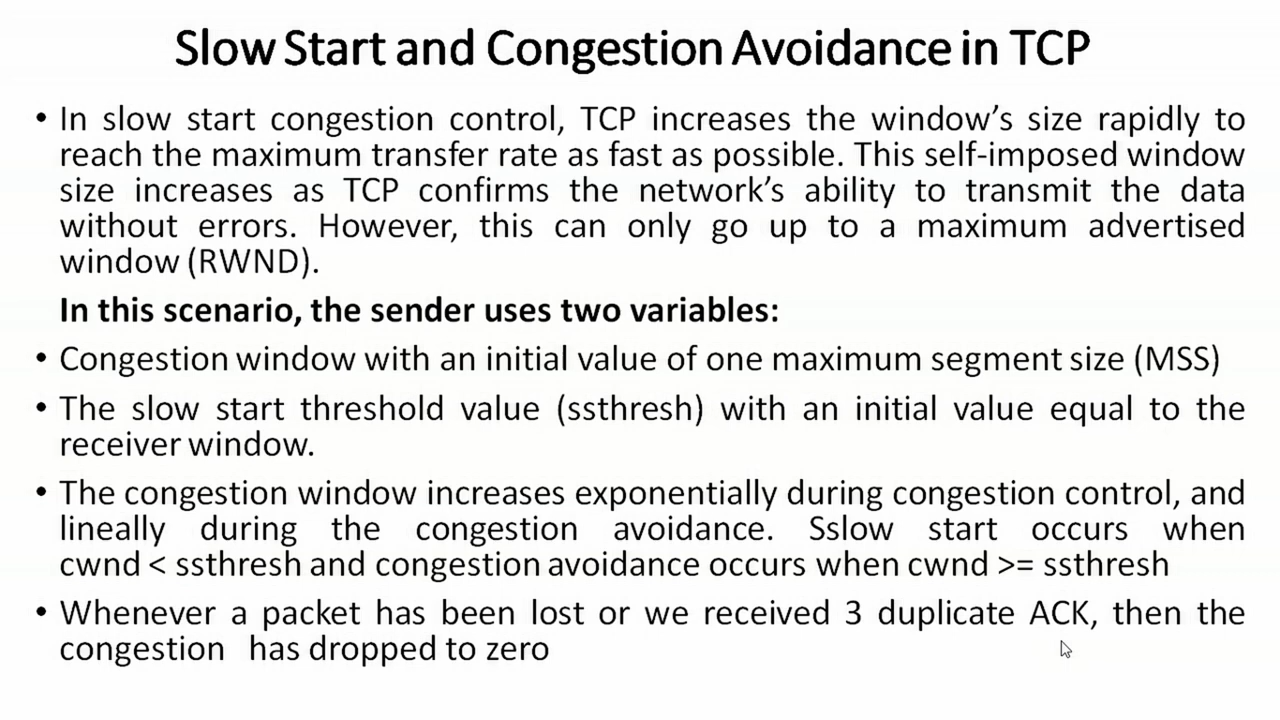 Slow Start and Congestion Avoidance in TCP
• In slow start congestion control, TCP increases the window’s size rapidly to
reach the maximum transfer rate as fast as possible. This self-imposed window
size increases as TCP confirms the network’s ability to transmit the data
without errors. However, this can only go up to a maximum advertised
window (RWND).
In this scenario, the sender uses two variables:
• Congestion window with an initial value of one maximum segment size (MSS)
• The slow start threshold value (ssthresh) with an initial value equal to the
receiver window.
• The congestion window increases exponentially during congestion control, and
lineally during the congestion avoidance. Sslow start occurs when
cwnd < ssthresh and congestion avoidance occurs when cwnd >= ssthresh
• Whenever a packet has been lost or we received 3 duplicate ACK, then the
congestion has dropped to zero